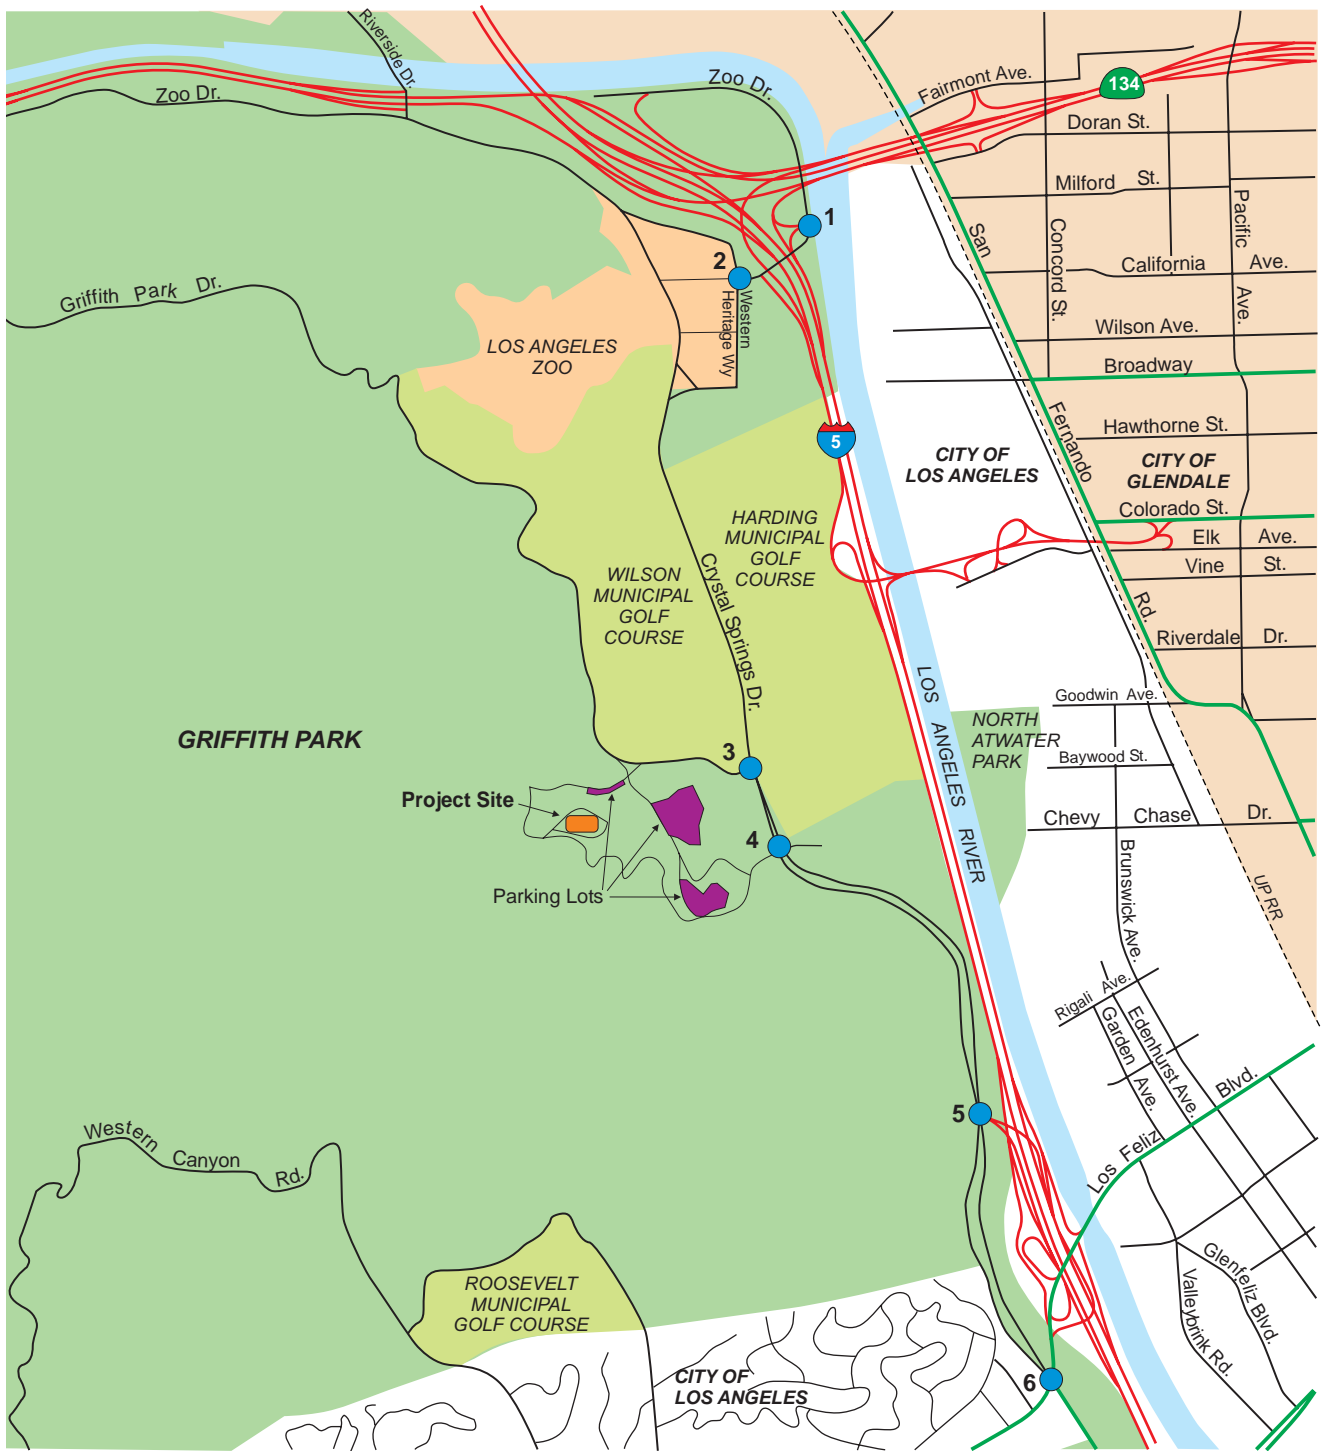 Riverside Dr.
Zoo Dr.
Zoo Dr.
Fairmont Ave.
134
Doran St.
Milford St.
1
San
Concord St.
Pacific
Ave.
2
California Ave.
Griffith Park Dr.
Western
Heritage Wy
Wilson Ave.
LOS ANGELES
ZOO
Broadway
Fernando
Hawthorne St.
5
CITY OF
LOS ANGELES
CITY OF
GLENDALE
Colorado St.
HARDING
MUNICIPAL
GOLF
COURSE
Elk Ave.
Vine St.
Crystal Springs Dr.
WILSON
MUNICIPAL
GOLF
COURSE
Rd.
Riverdale Dr.
LOS ANGELES RIVER
Goodwin Ave.
NORTH
ATWATER
PARK
GRIFFITH PARK
3
Baywood St.
Project Site
Chevy Chase Dr.
4
Brunswick Ave.
Parking Lots
UP RR
Rigali Ave.
Garden Ave.
Edenhurst Ave.
5
Los Feliz Blvd.
Western Canyon Rd.
Glenfeliz Blvd.
Valleybrink Rd.
ROOSEVELT
MUNICIPAL
GOLF COURSE
CITY OF
LOS ANGELES
6